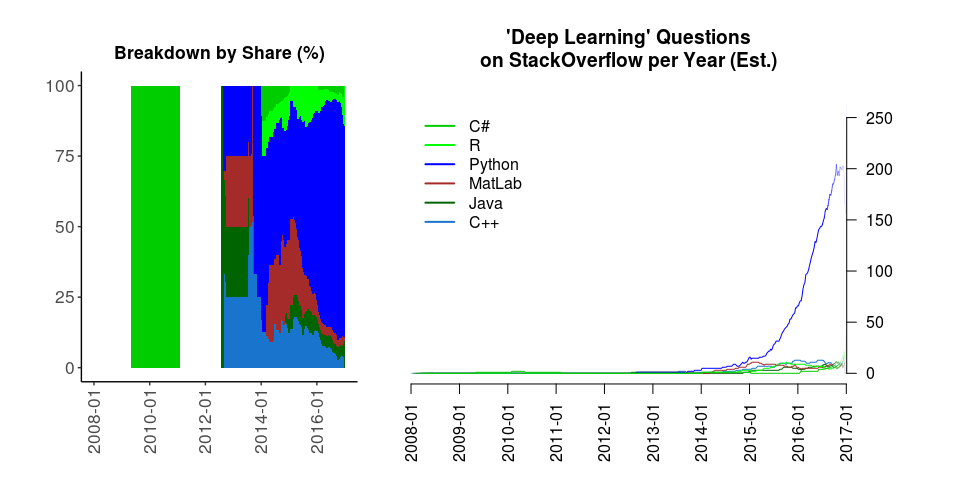 Breakdown by Share (%)
100
75
50
25
0
2008-01
2010-01
2012-01
2014-01
2016-01
'Deep Learning' Questions
on StackOverflow per Year (Est.)
C#
R
Python
MatLab
Java
C++
250
200
150
100
50
0
2008-01
2009-01
2010-01
2011-01
2012-01
2013-01
2014-01
2015-01
2016-01
2017-01